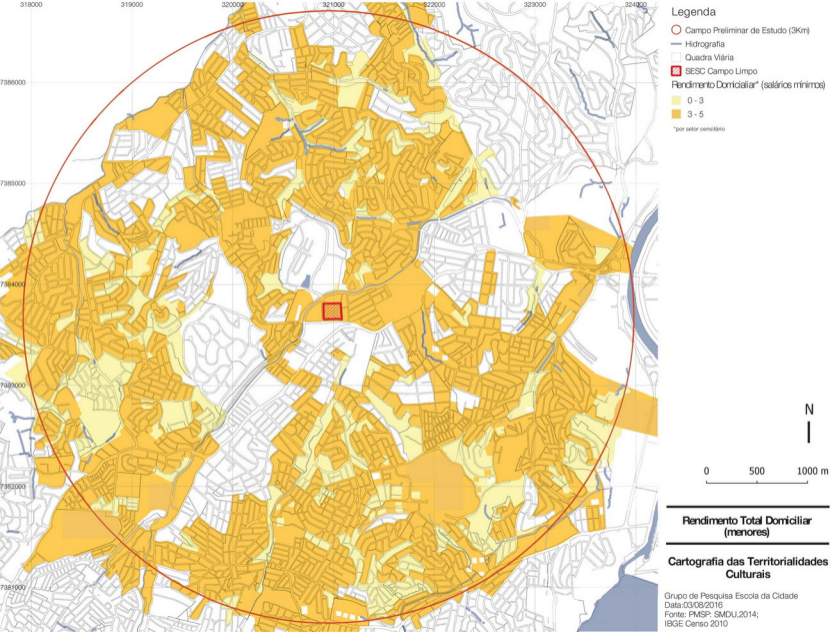 318000 319000 320000 321000 322000 323000 324000
7386000
7385000
7384000
7383000
7382000
7381000
Legenda
Campo Preliminar de Estudo (3Km)
Hidrografia
Quadra Viária
SESC Campo Limpo
Rendimento Domicialiar* (salários mínimos)
0 - 3
3 - 5
*por setor censitário
N
0 500 1000 m
Rendimento Total Domiciliar
(menores)
Cartografia das Territorialidades
Culturais
Grupo de Pesquisa Escola da Cidade
Data:03/08/2016
Fonte: PMSP: SMDU,2014;
IBGE Censo 2010